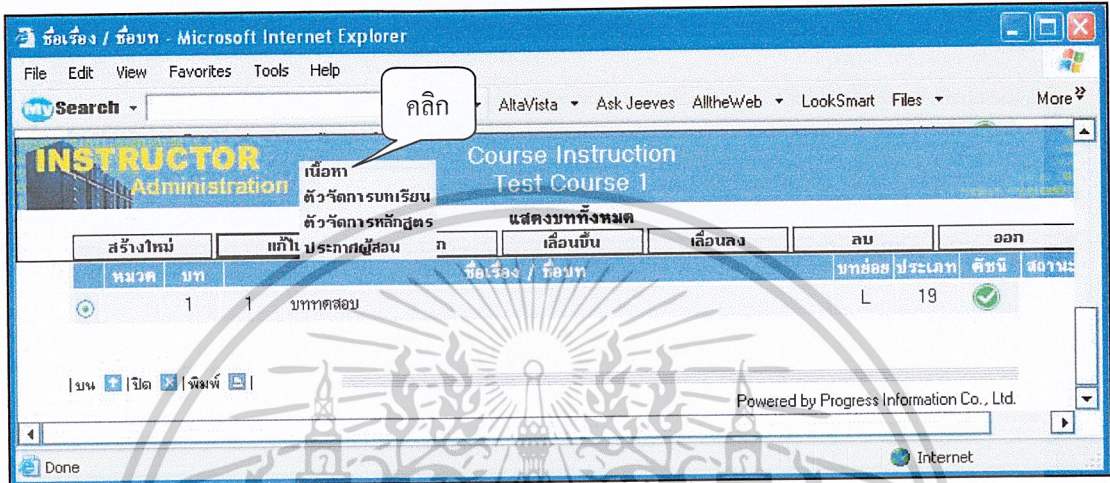 ชื่อเรื่อง / ชื่อบท - Microsoft Internet Explorer
File Edit View Favorites Tools Help
MySearch AltaVista Ask Jeeves AlltheWeb LookSmart Files More
คลิก
INSTRUCTOR
Administration
Course Instruction
Test Course 1
เนื้อหา
ตัวจัดการบทเรียน
ตัวจัดการหลักสูตร
ประกาศผู้สอน
แสดงบททั้งหมด
สร้างใหม่ เลื่อนขึ้น เลื่อนลง ลบ ออก
หมวด บท ชื่อเรื่อง / ชื่อบท บทย่อย ประเภท ดัชนี สถานะ
1 1 บททดสอบ L 19
|บน |ปิด |พิมพ์ |
Powered by Progress Information Co., Ltd.
Done Internet